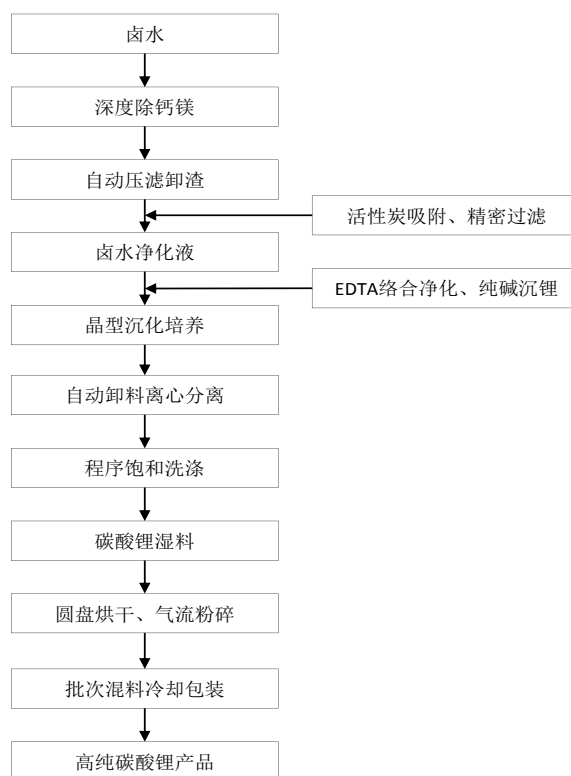 卤水
深度除钙镁
自动压滤卸渣
活性炭吸附、精密过滤
卤水净化液
EDTA络合净化、纯碱沉锂
晶型沉化培养
自动卸料离心分离
程序饱和洗涤
碳酸锂湿料
圆盘烘干、气流粉碎
批次混料冷却包装
高纯碳酸锂产品